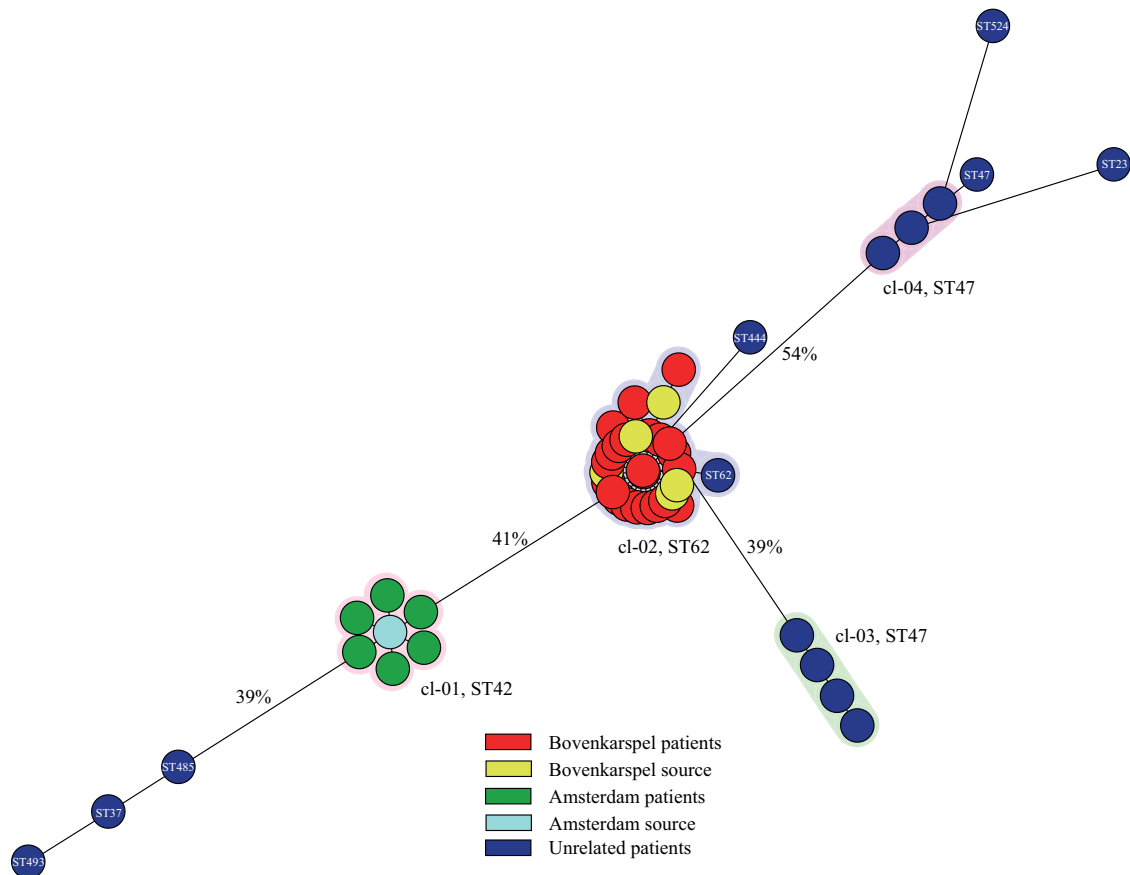 ST524
ST47
ST23
cl-04, ST47
ST444
54%
ST62
cl-02, ST62
41%
39%
cl-03, ST47
cl-01, ST42
39%
ST485
ST37
ST493
Bovenkarspel patients
Bovenkarspel source
Amsterdam patients
Amsterdam source
Unrelated patients